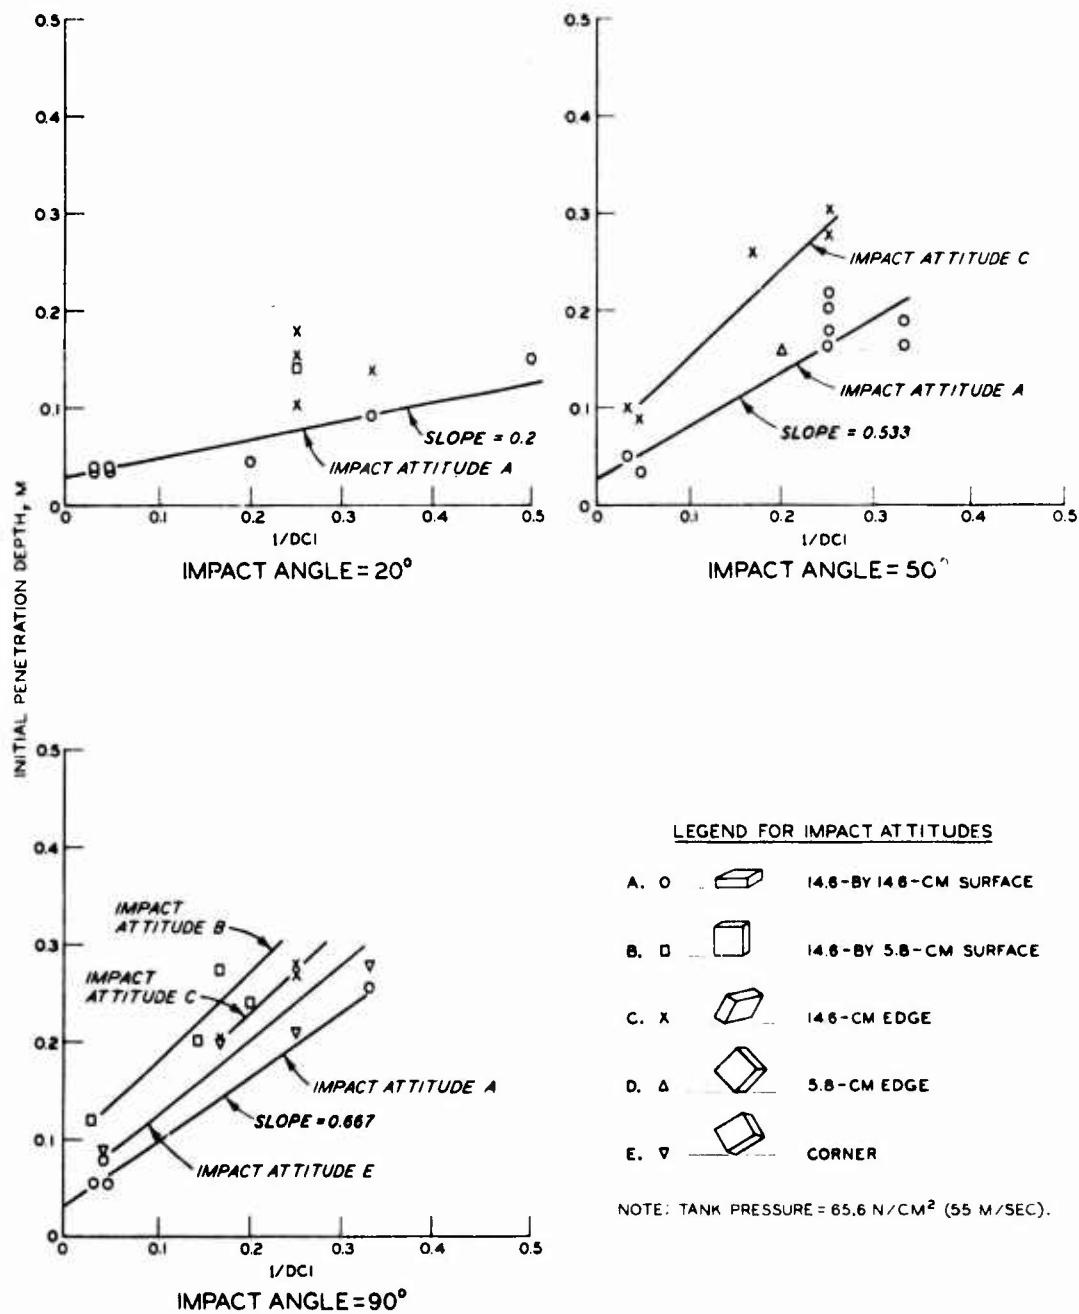 INITIAL PENETRATION DEPTH, M
0.5
0.4
0.3
0.2
0.1
0
0 0.1 0.2 0.3 0.4 0.5
SLOPE = 0.2
IMPACT ATTITUDE A
1/DCI
IMPACT ANGLE = 20°
0.5
0.4
0.3
0.2
0.1
0
0 0.1 0.2 0.3 0.4 0.5
IMPACT ATTITUDE C
IMPACT ATTITUDE A
SLOPE = 0.533
1/DCI
IMPACT ANGLE = 50°
0.5
0.4
0.3
0.2
0.1
0
0 0.1 0.2 0.3 0.4 0.5
IMPACT
ATTITUDE B
IMPACT
ATTITUDE C
IMPACT ATTITUDE A
SLOPE = 0.667
IMPACT ATTITUDE E
1/DCI
IMPACT ANGLE = 90°
LEGEND FOR IMPACT ATTITUDES
A. O 14.6-BY 14.6-CM SURFACE
B. □ 14.6-BY 5.8-CM SURFACE
C. X 14.6-CM EDGE
D. △ 5.8-CM EDGE
E. ▽ CORNER
NOTE: TANK PRESSURE = 65.6 N/CM² (55 M/SEC).